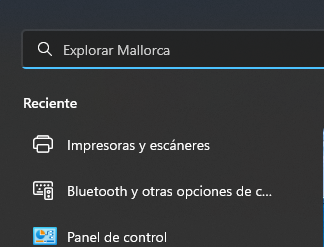 Explorar Mallorca
Reciente
Impresoras y escáneres
Bluetooth y otras opciones de c...
Panel de control